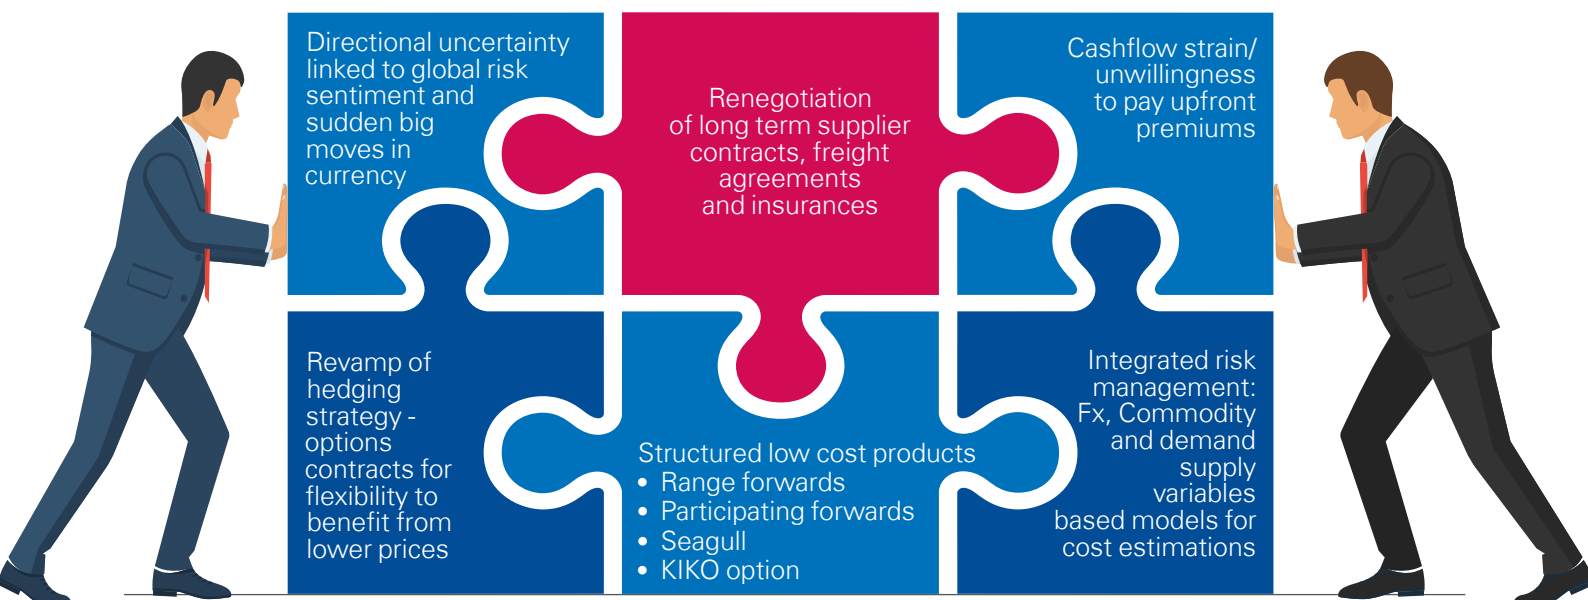 Directional uncertainty
linked to global risk
sentiment and
sudden big
moves in
currency
Renegotiation
of long term supplier
contracts, freight
agreements
and insurances
Cashflow strain/
unwillingness
to pay upfront
premiums
Revamp of
hedging
strategy -
options
contracts for
flexibility to
benefit from
lower prices
Structured low cost products
• Range forwards
• Participating forwards
• Seagull
• KIKO option
Integrated risk
management:
Fx, Commodity
and demand
supply
variables
based models for
cost estimations